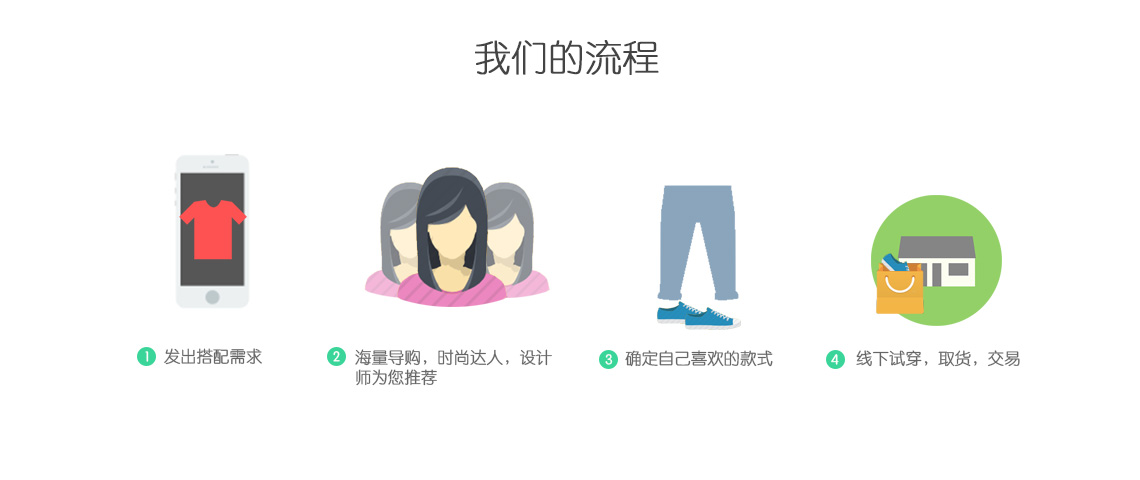 我们的流程
1 发出搭配需求
2 海量导购，时尚达人，设计
师为您推荐
3 确定自己喜欢的款式
4 线下试穿，取货，交易